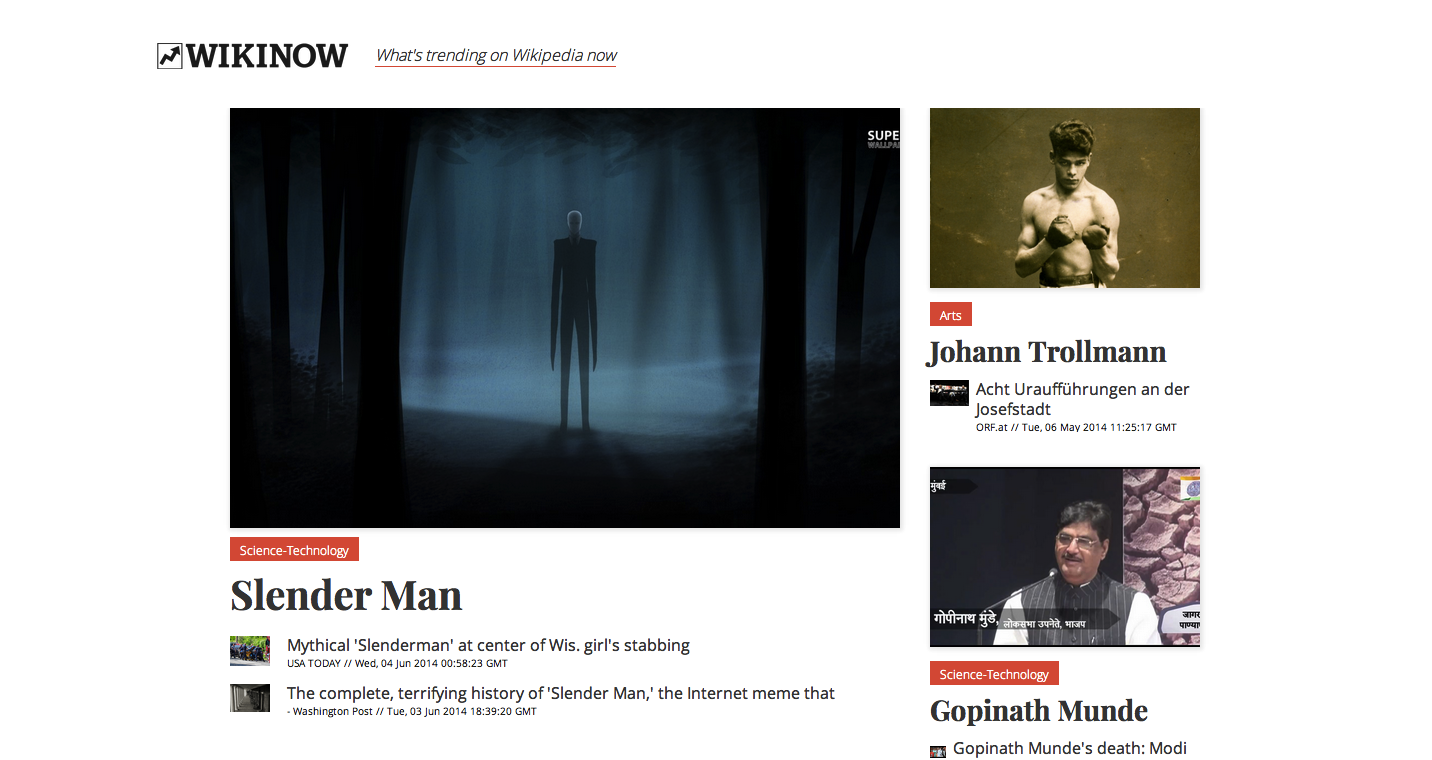 WIKINOW
What's trending on Wikipedia now
SUPE
WALLPA
Science-Technology
Slender Man
Mythical 'Slenderman' at center of Wis. girl's stabbing
USA TODAY // Wed, 04 Jun 2014 00:58:23 GMT
The complete, terrifying history of 'Slender Man,' the Internet meme that
- Washington Post // Tue, 03 Jun 2014 18:39:20 GMT
Arts
Johann Trollmann
Acht Uraufführungen an der
Josefstadt
ORF.at // Tue, 06 May 2014 11:25:17 GMT
मुंबई
गोपीनाथ मुंडे,
लोकसभा उपनेते, भाजप
जागर
पाण्या
Science-Technology
Gopinath Munde
Gopinath Munde's death: Modi